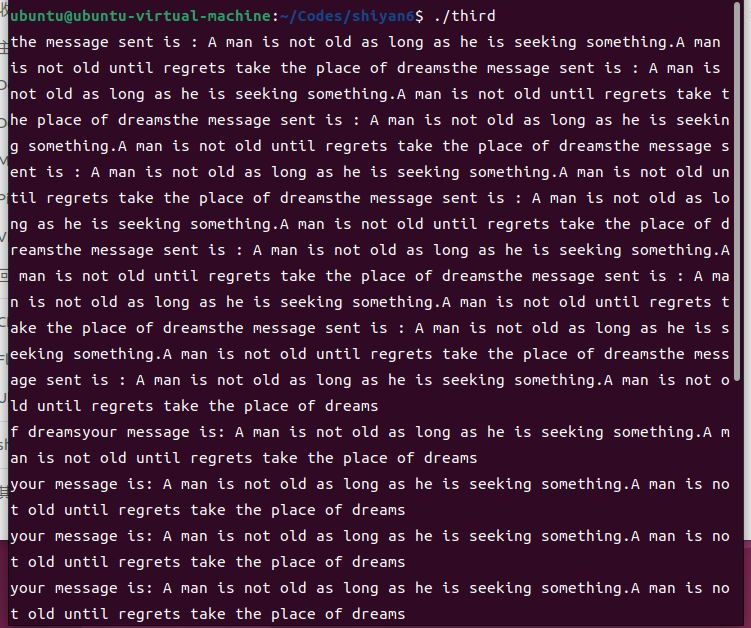 ubuntu@ubuntu-virtual-machine:~/Codes/shiyan6$ ./third
the message sent is : A man is not old as long as he is seeking something.A man
is not old until regrets take the place of dreamsthe message sent is : A man is
not old as long as he is seeking something.A man is not old until regrets take t
he place of dreamsthe message sent is : A man is not old as long as he is seekin
g something.A man is not old until regrets take the place of dreamsthe message s
ent is : A man is not old as long as he is seeking something.A man is not old un
til regrets take the place of dreamsthe message sent is : A man is not old as lo
ng as he is seeking something.A man is not old until regrets take the place of d
reamsthe message sent is : A man is not old as long as he is seeking something.A
 man is not old until regrets take the place of dreamsthe message sent is : A ma
n is not old as long as he is seeking something.A man is not old until regrets t
ake the place of dreamsthe message sent is : A man is not old as long as he is s
eeking something.A man is not old until regrets take the place of dreamsthe mess
age sent is : A man is not old as long as he is seeking something.A man is not o
ld until regrets take the place of dreams
f dreamsyour message is: A man is not old as long as he is seeking something.A m
an is not old until regrets take the place of dreams
your message is: A man is not old as long as he is seeking something.A man is no
t old until regrets take the place of dreams
your message is: A man is not old as long as he is seeking something.A man is no
t old until regrets take the place of dreams
your message is: A man is not old as long as he is seeking something.A man is no
t old until regrets take the place of dreams